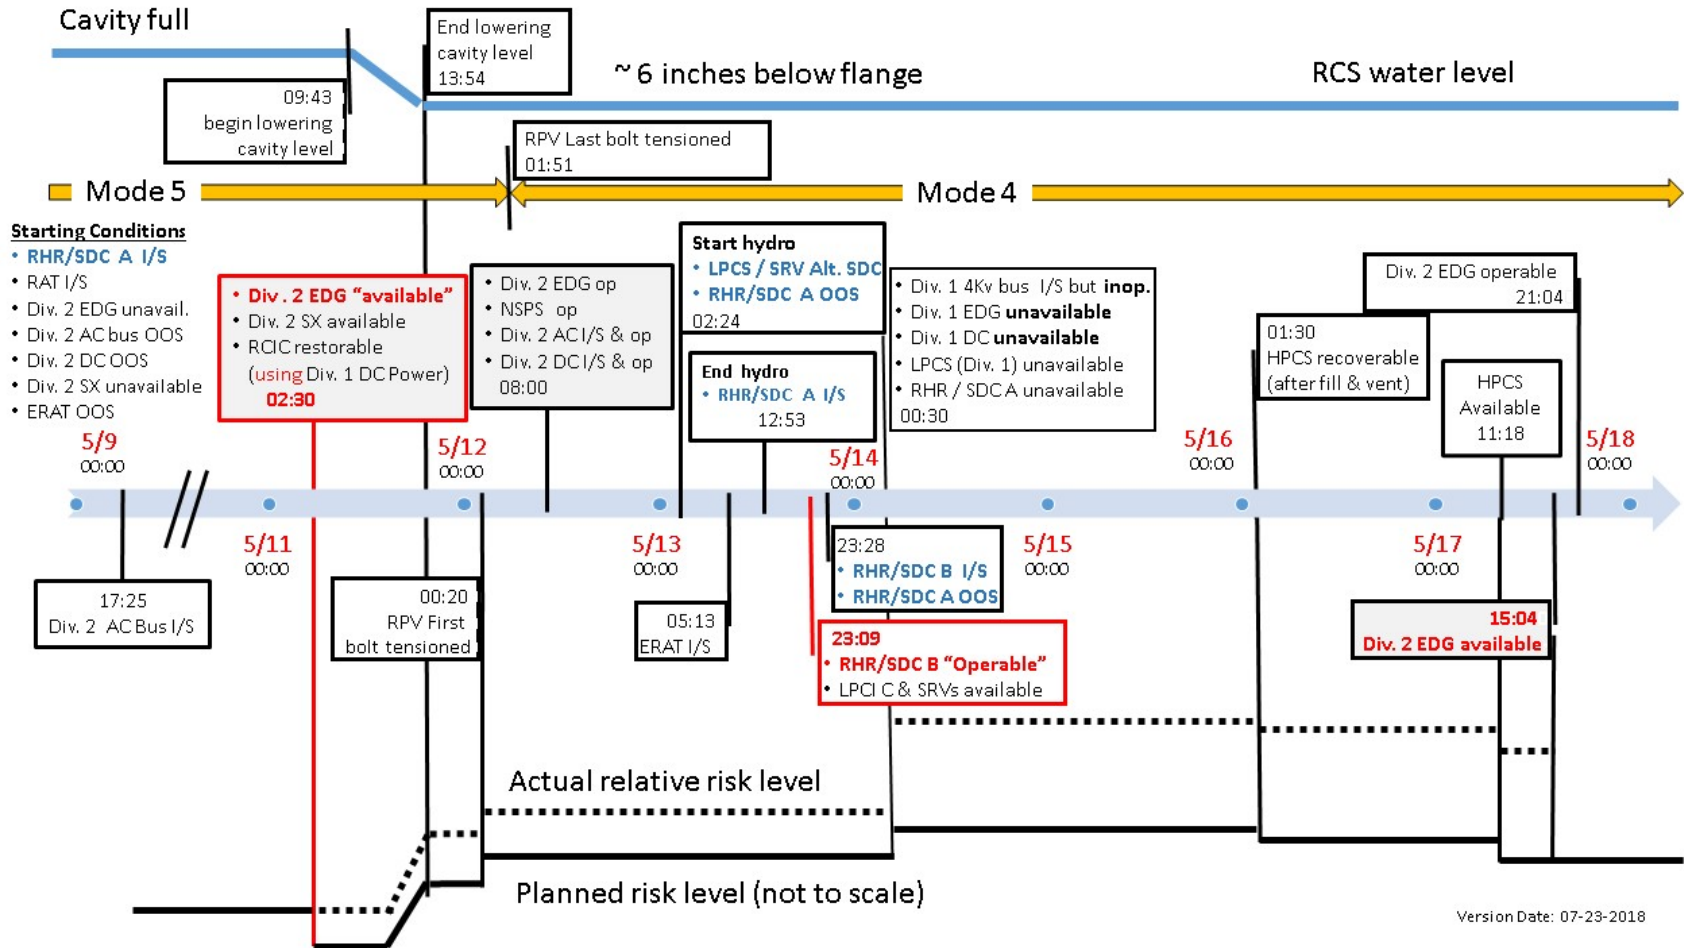 Cavity full
End lowering
cavity level
13:54
~ 6 inches below flange
RCS water level
09:43
begin lowering
cavity level
RPV Last bolt tensioned
01:51
Mode 5
Mode 4
Starting Conditions
• RHR/SDC A I/S
• RAT I/S
• Div. 2 EDG unavail.
• Div. 2 AC bus OOS
• Div. 2 DC OOS
• Div. 2 SX unavailable
• ERAT OOS
• Div . 2 EDG “available”
• Div. 2 SX available
• RCIC restorable
(using Div. 1 DC Power)
02:30
• Div. 2 EDG op
• NSPS op
• Div. 2 AC I/S & op
• Div. 2 DC I/S & op
08:00
Start hydro
• LPCS / SRV Alt. SDC
• RHR/SDC A OOS
02:24
End hydro
• RHR/SDC A I/S
12:53
• Div. 1 4Kv bus I/S but inop.
• Div. 1 EDG unavailable
• Div. 1 DC unavailable
• LPCS (Div. 1) unavailable
• RHR / SDC A unavailable
00:30
Div. 2 EDG operable
21:04
01:30
HPCS recoverable
(after fill & vent)
HPCS
Available
11:18
5/9
00:00
5/12
00:00
5/14
00:00
5/16
00:00
5/18
00:00
5/11
00:00
5/13
00:00
5/15
00:00
5/17
00:00
17:25
Div. 2 AC Bus I/S
00:20
RPV First
bolt tensioned
05:13
ERAT I/S
23:28
• RHR/SDC B I/S
• RHR/SDC A OOS
23:09
• RHR/SDC B “Operable”
• LPCI C & SRVs available
15:04
Div. 2 EDG available
Actual relative risk level
Planned risk level (not to scale)
Version Date: 07-23-2018